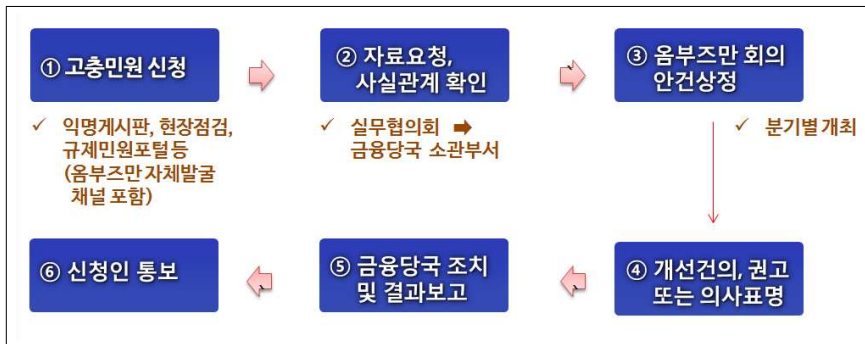 ① 고충민원 신청
② 자료요청,
사실관계 확인
③ 옴부즈만 회의
안건상정
✓ 익명게시판, 현장점검,
규제민원포털 등
(옴부즈만 자체발굴
채널 포함)
✓ 실무협의회 ➡
금융당국 소관부서
✓ 분기별 개최
④ 개선건의, 권고
또는 의사표명
⑤ 금융당국 조치
및 결과보고
⑥ 신청인 통보